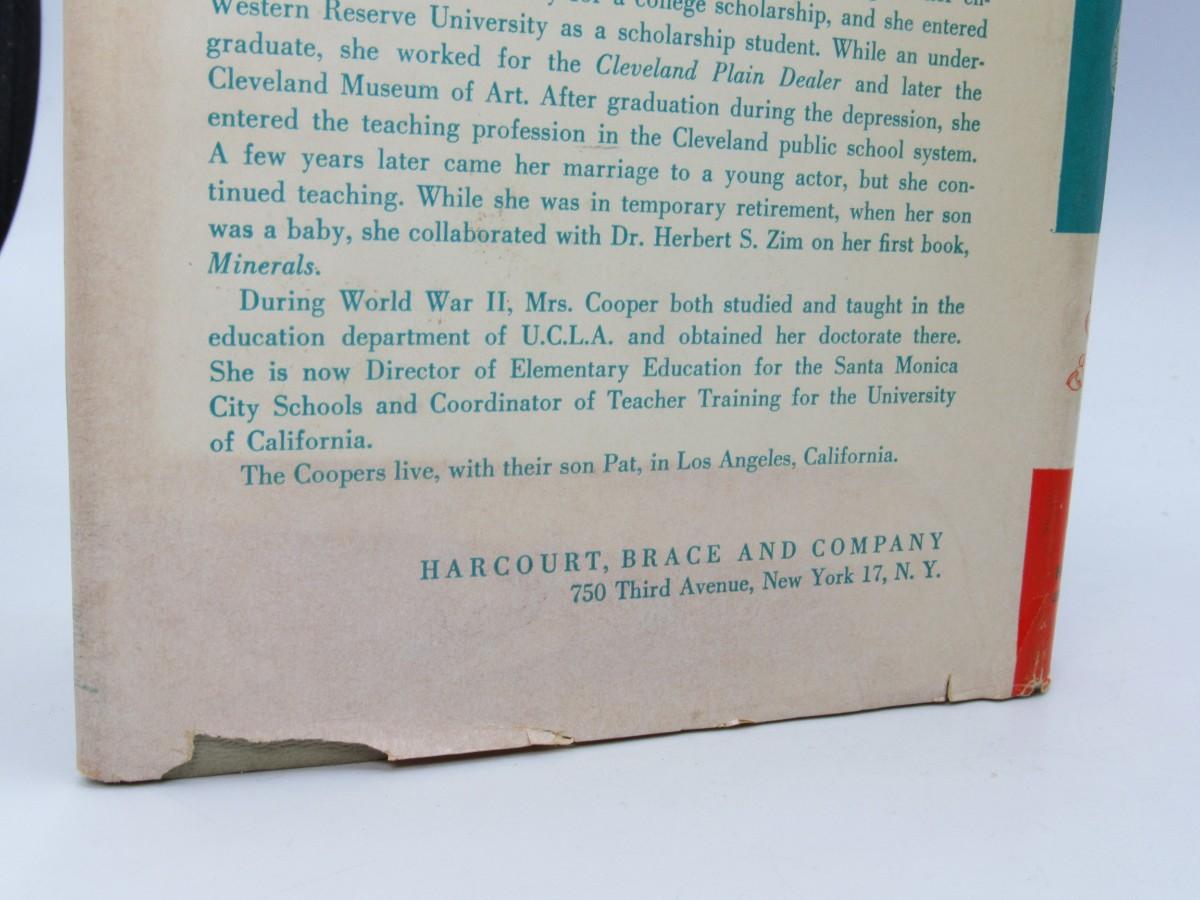 for a college scholarship, and she entered
Western Reserve University as a scholarship student. While an under-
graduate, she worked for the Cleveland Plain Dealer and later the
Cleveland Museum of Art. After graduation during the depression, she
entered the teaching profession in the Cleveland public school system.
A few years later came her marriage to a young actor, but she con-
tinued teaching. While she was in temporary retirement, when her son
was a baby, she collaborated with Dr. Herbert S. Zim on her first book,
Minerals.
During World War II, Mrs. Cooper both studied and taught in the
education department of U.C.L.A. and obtained her doctorate there.
She is now Director of Elementary Education for the Santa Monica
City Schools and Coordinator of Teacher Training for the University
of California.
The Coopers live, with their son Pat, in Los Angeles, California.
HARCOURT, BRACE AND COMPANY
750 Third Avenue, New York 17, N. Y.